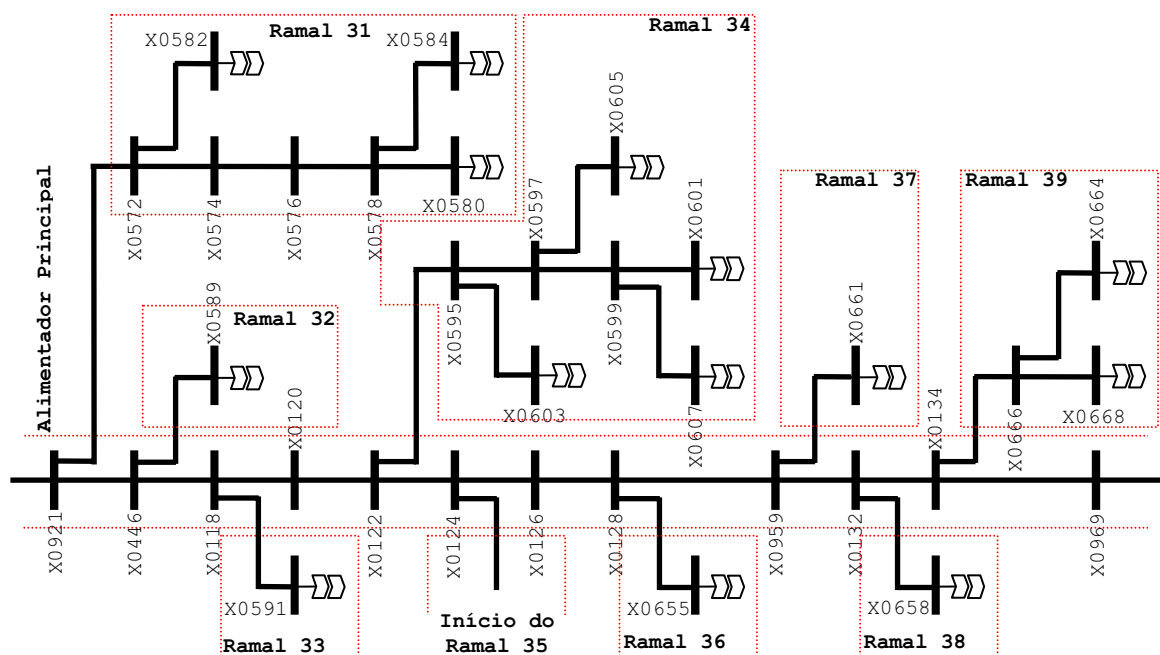 Ramal 31
X0582
X0584
X0572
X0574
X0576
X0578
X0580
Ramal 34
X0605
X0597
X0601
X0595
X0599
X0603
X0607
Ramal 37
X0661
Ramal 39
X0664
X0666
X0668
Alimentador Principal
Ramal 32
X0589
X0120
X0134
X0921
X0446
X0118
X0122
X0124
X0126
X0128
X0959
X0132
X0969
X0591
Ramal 33
Início do
Ramal 35
X0655
Ramal 36
X0658
Ramal 38